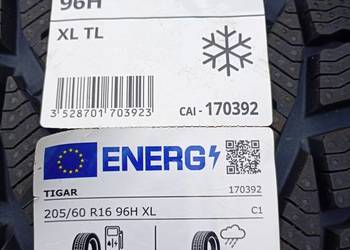 96H
XL TL
3 528701 703923
CAI - 170392
ENERG
TIGAR 170392
205/60 R16 96H XL C1